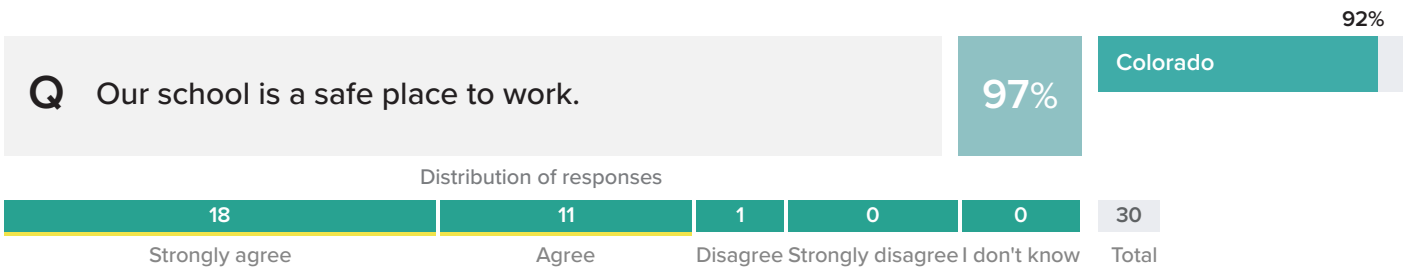 92%
Q Our school is a safe place to work.
97%
Colorado
Distribution of responses
18 11 1 0 0 30
Strongly agree Agree Disagree Strongly disagree I don't know Total